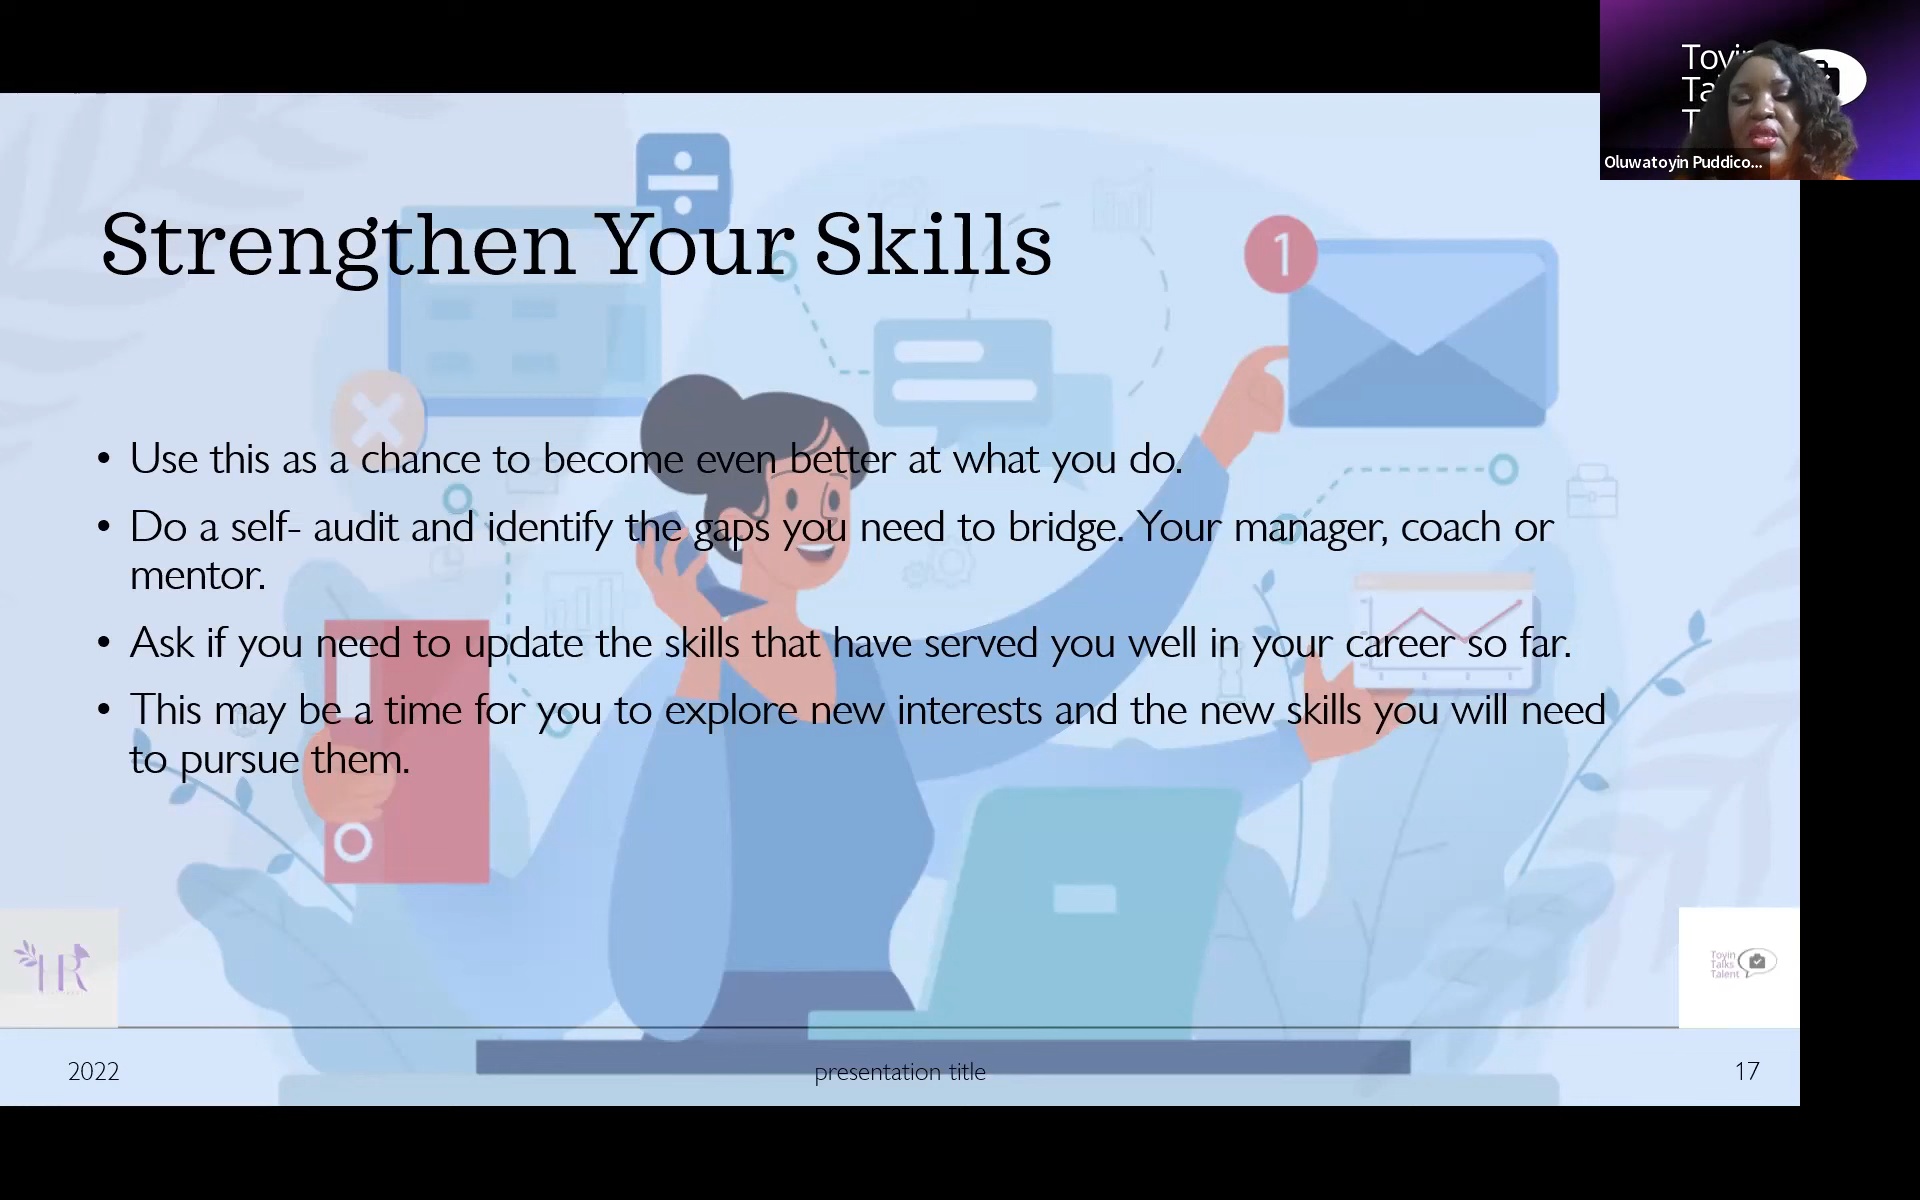 Toyin
Oluwatoyin Puddico...
Strengthen Your Skills
1
• Use this as a chance to become even better at what you do.
• Do a self- audit and identify the gaps you need to bridge. Your manager, coach or
mentor.
• Ask if you need to update the skills that have served you well in your career so far.
• This may be a time for you to explore new interests and the new skills you will need
to pursue them.
HR
Toyin
Talks
Talent
2022
presentation title
17